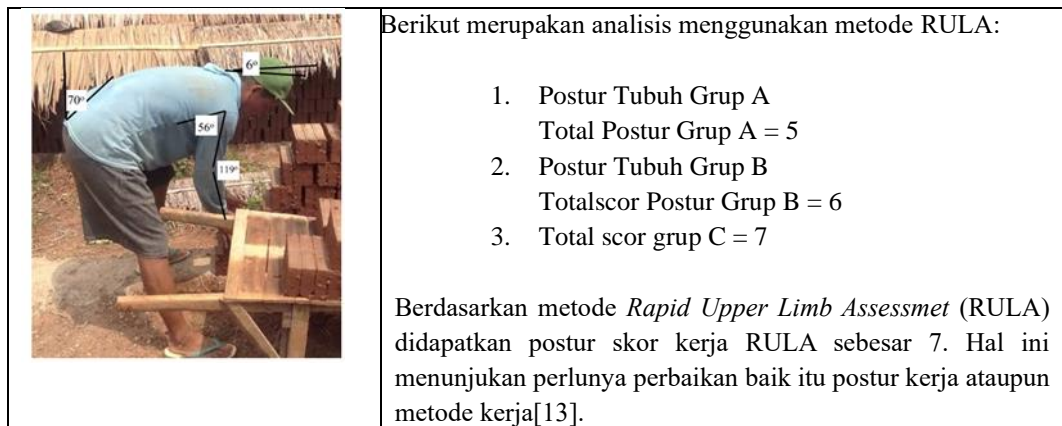 Berikut merupakan analisis menggunakan metode RULA:
1. Postur Tubuh Grup A
Total Postur Grup A = 5
2. Postur Tubuh Grup B
Totalscor Postur Grup B = 6
3. Total scor grup C = 7
Berdasarkan metode Rapid Upper Limb Assessmet (RULA)
didapatkan postur skor kerja RULA sebesar 7. Hal ini
menunjukan perlunya perbaikan baik itu postur kerja ataupun
metode kerja[13].
6°
70°
56°
119°